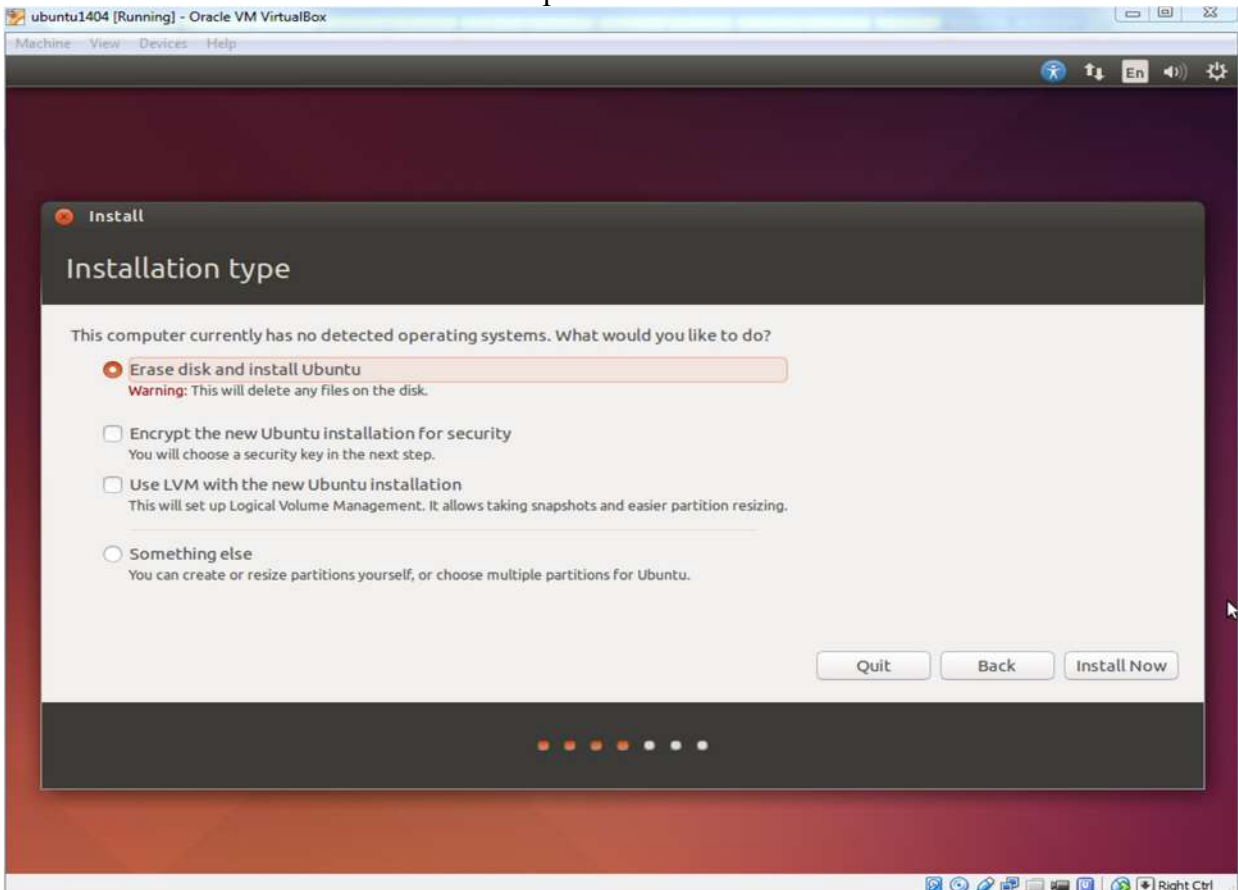 ubuntu1404 [Running] - Oracle VM VirtualBox
Machine View Devices Help
En
Install
Installation type
This computer currently has no detected operating systems. What would you like to do?
Erase disk and install Ubuntu
Warning: This will delete any files on the disk.
Encrypt the new Ubuntu installation for security
You will choose a security key in the next step.
Use LVM with the new Ubuntu installation
This will set up Logical Volume Management. It allows taking snapshots and easier partition resizing.
Something else
You can create or resize partitions yourself, or choose multiple partitions for Ubuntu.
Quit Back Install Now
Right Ctrl